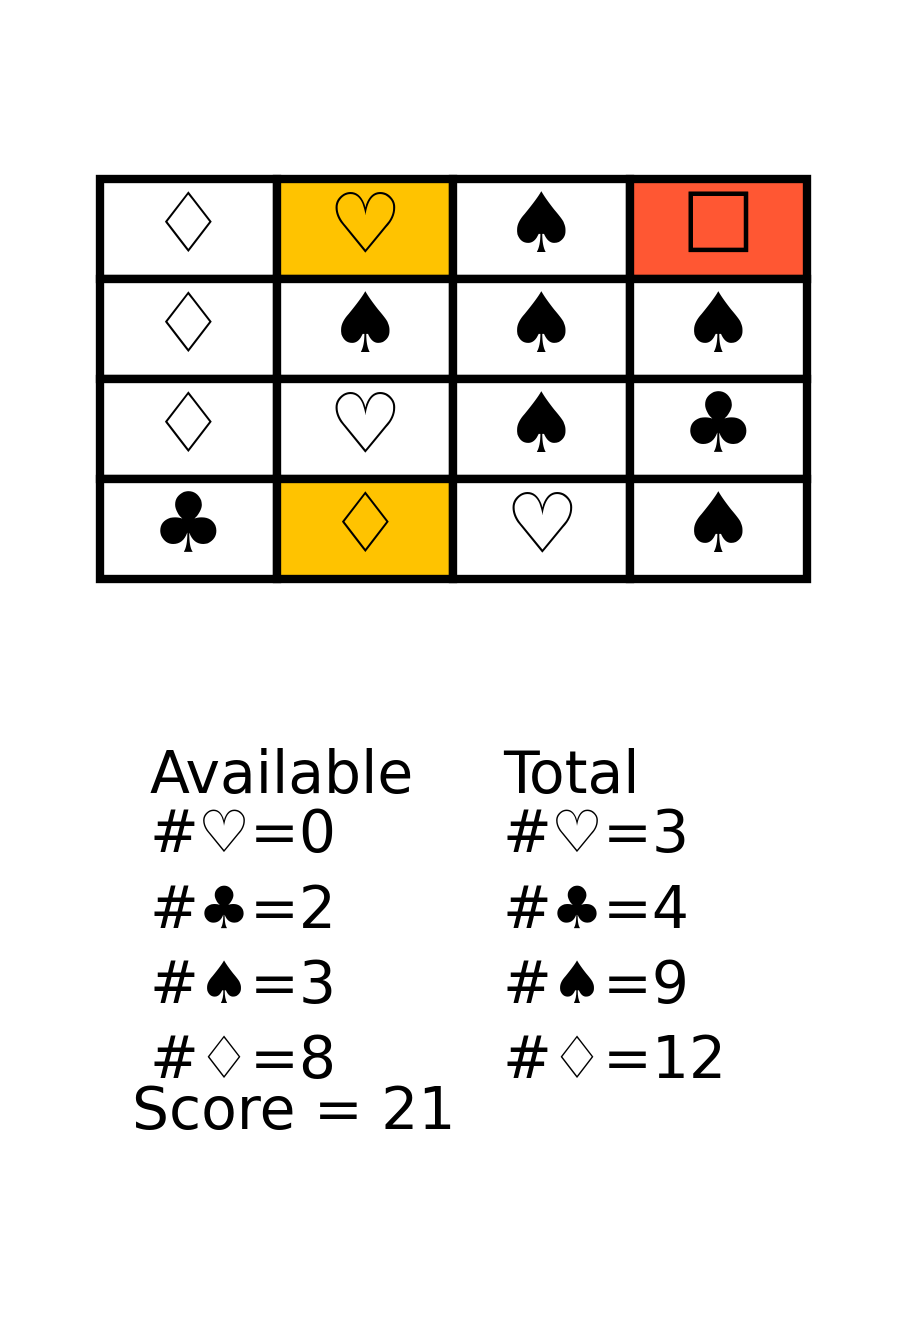 ♢ ♡ ♠ □
♢ ♠ ♠ ♠
♢ ♡ ♠ ♣
♣ ♢ ♡ ♠
Available Total
#♡=0 #♡=3
#♣=2 #♣=4
#♠=3 #♠=9
#♢=8 #♢=12
Score = 21